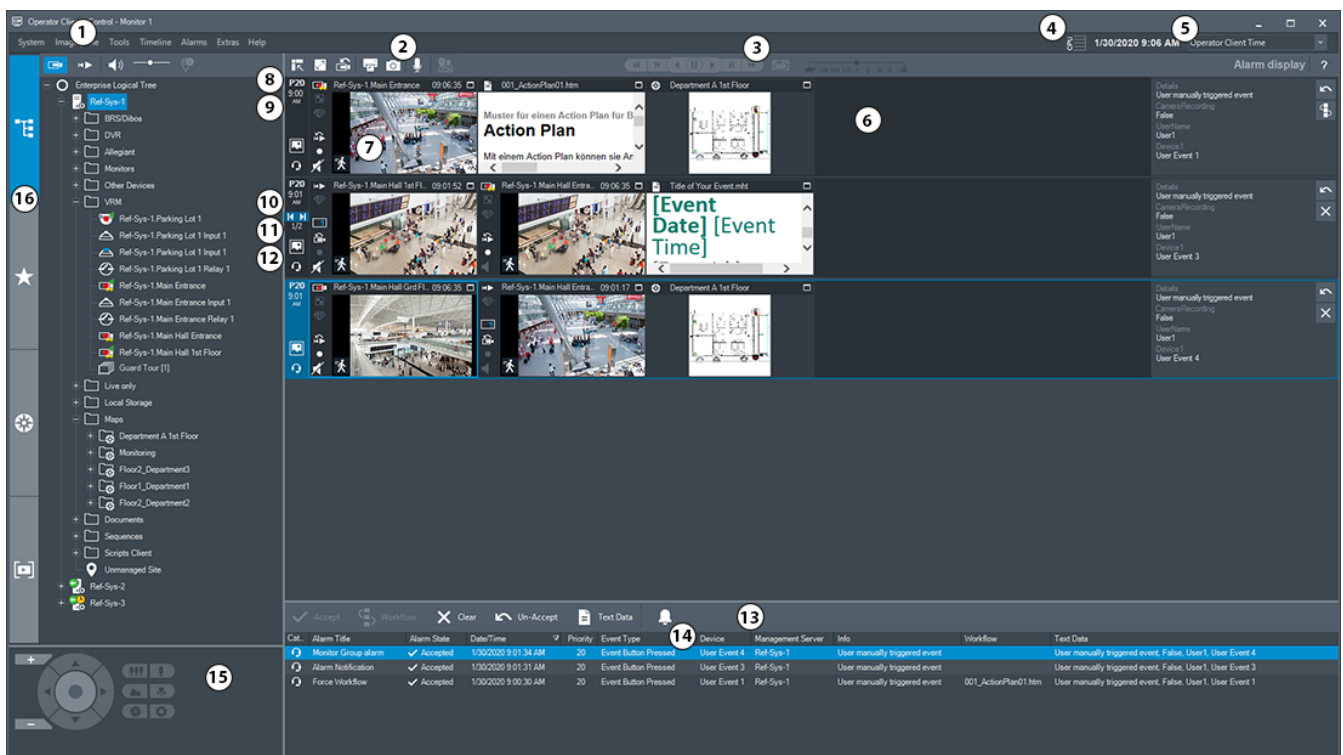 Control - Monitor 1
System Tools Timeline Alarms Extras Help
1
2
3
4
5
1/30/2020 9:06 AM Operator Client Time
Alarm display ?
8
Enterprise Logical Tree
9
Ref-Sys-1
BRS/Dibos
DVR
Allegiant
Monitors
Other Devices
16
VRM
Ref-Sys-1.Parking Lot 1
Ref-Sys-1.Parking Lot 1 Input 1
Ref-Sys-1.Parking Lot 1 Input 1
Ref-Sys-1.Parking Lot 1 Relay 1
Ref-Sys-1.Main Entrance
Ref-Sys-1.Main Entrance Input 1
Ref-Sys-1.Main Entrance Relay 1
Ref-Sys-1.Main Hall Entrance
Ref-Sys-1.Main Hall 1st Floor
Guard Tour [1]
Live only
Local Storage
Maps
Department A 1st Floor
Monitoring
Floor2_Department3
Floor1_Department1
Floor2_Department2
Documents
Sequences
Scripts Client
Unmanaged Site
Ref-Sys-2
Ref-Sys-3
10
11
12
P20
9:00
AM
Ref-Sys-1.Main Entrance 09:06:35
7
001_ActionPlan01.htm
Muster für einen Action Plan für B
Action Plan
Mit einem Action Plan können sie Ar
Department A 1st Floor
6
Details
User manually triggered event
CameraRecording
False
UserName
User1
Device1
User Event 1
P20
9:01
AM
1/2
Ref-Sys-1.Main Hall 1st Fl.. 09:01:52
Ref-Sys-1.Main Hall Entra.. 09:06:35
Title of Your Event.mht
[Event
Date] [Event
Time]
Details
User manually triggered event
CameraRecording
False
UserName
User1
Device1
User Event 3
P20
9:01
AM
Ref-Sys-1.Main Hall Grd Fl.. 09:06:35
Ref-Sys-1.Main Hall Entra.. 09:01:17
Department A 1st Floor
Details
User manually triggered event
CameraRecording
False
UserName
User1
Device1
User Event 4
Accept Workflow Clear Un-Accept Text Data 13
14
Cat.. Alarm Title Alarm State Date/Time Priority Event Type Device Management Server Info Workflow Text Data
Monitor Group alarm Accepted 1/30/2020 9:01:34 AM 20 Event Button Pressed User Event 4 Ref-Sys-1 User manually triggered event User manually triggered event, False, User1, User Event 4
Alarm Notification Accepted 1/30/2020 9:01:31 AM 20 Event Button Pressed User Event 3 Ref-Sys-1 User manually triggered event User manually triggered event, False, User1, User Event 3
Force Workflow Accepted 1/30/2020 9:00:30 AM 20 Event Button Pressed User Event 1 Ref-Sys-1 User manually triggered event 001_ActionPlan01.htm User manually triggered event, False, User1, User Event 1
15